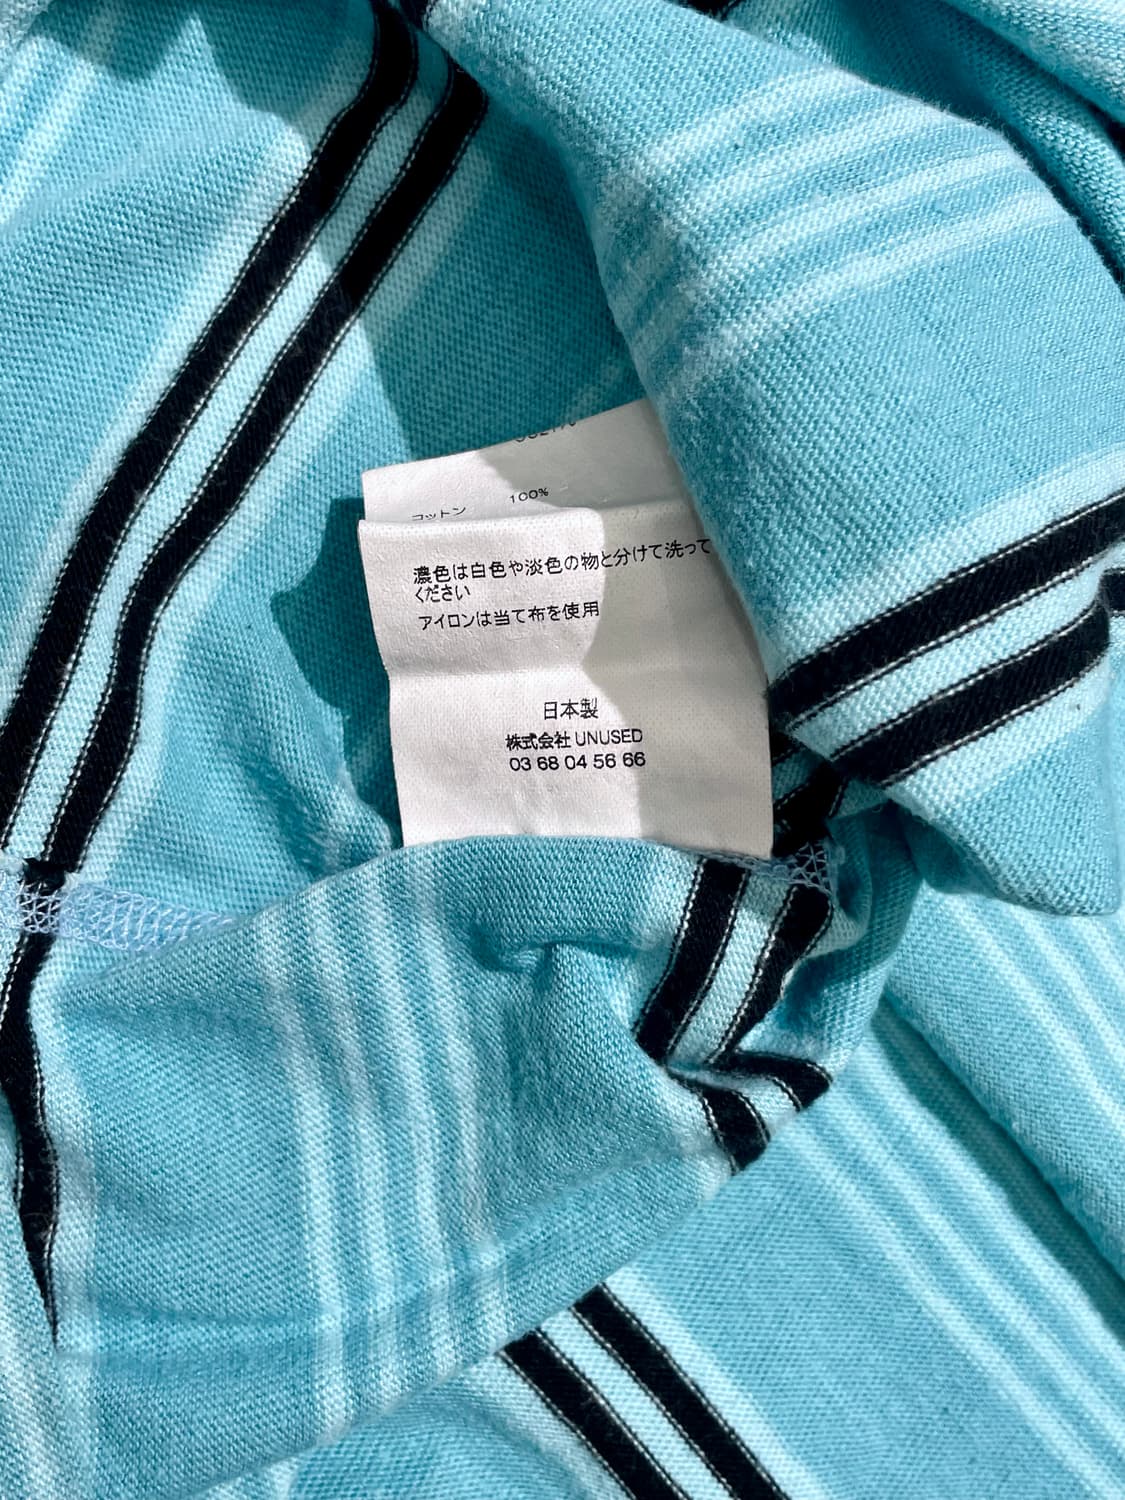 コットン 100%
濃色は白色や淡色の物と分けて洗って
ください
アイロンは当て布を使用
日本製
株式会社 UNUSED
03 68 04 56 66